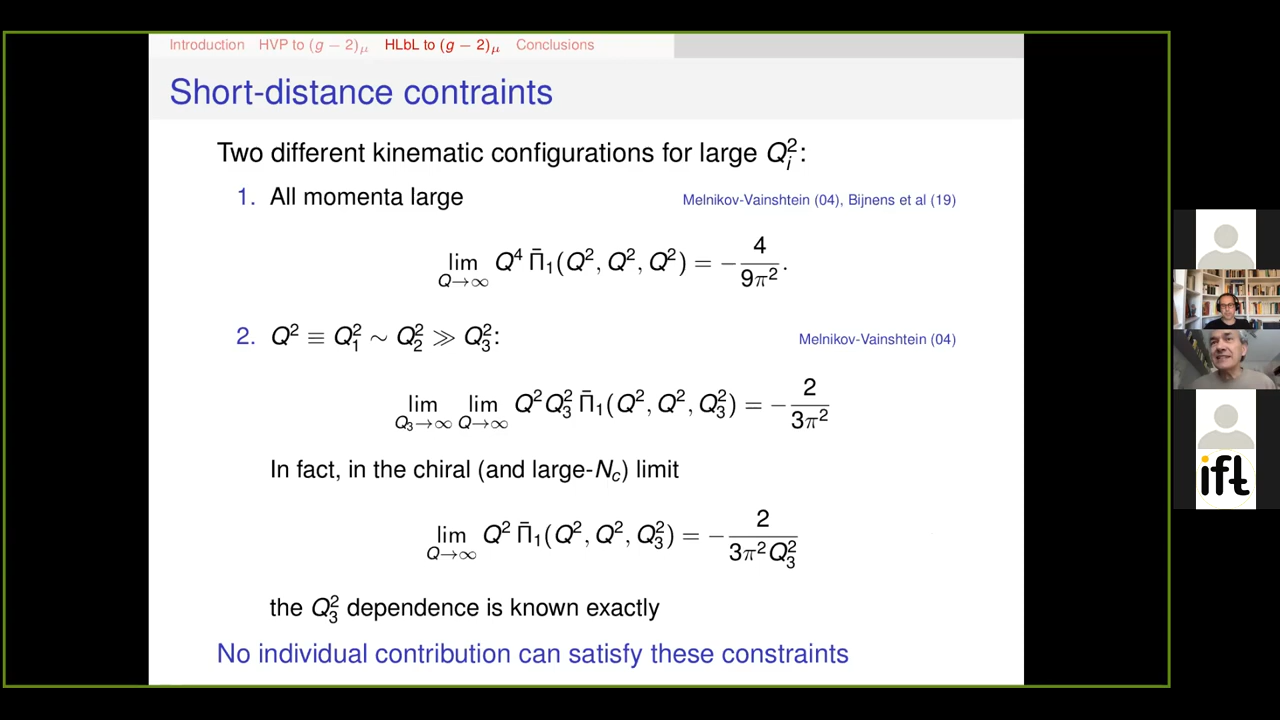 Introduction HVP to (g − 2)μ HLbL to (g − 2)μ Conclusions
Short-distance contraints
Two different kinematic configurations for large Q_i^2:
1. All momenta large Melnikov-Vainshtein (04), Bijnens et al (19)
lim_{Q→∞} Q^4 Π̄_1(Q^2, Q^2, Q^2) = − 4/(9π^2).
2. Q^2 ≡ Q_1^2 ∼ Q_2^2 ≫ Q_3^2: Melnikov-Vainshtein (04)
lim_{Q_3→∞} lim_{Q→∞} Q^2 Q_3^2 Π̄_1(Q^2, Q^2, Q_3^2) = − 2/(3π^2)
In fact, in the chiral (and large-N_c) limit
lim_{Q→∞} Q^2 Π̄_1(Q^2, Q^2, Q_3^2) = − 2/(3π^2 Q_3^2)
the Q_3^2 dependence is known exactly
No individual contribution can satisfy these constraints
ift